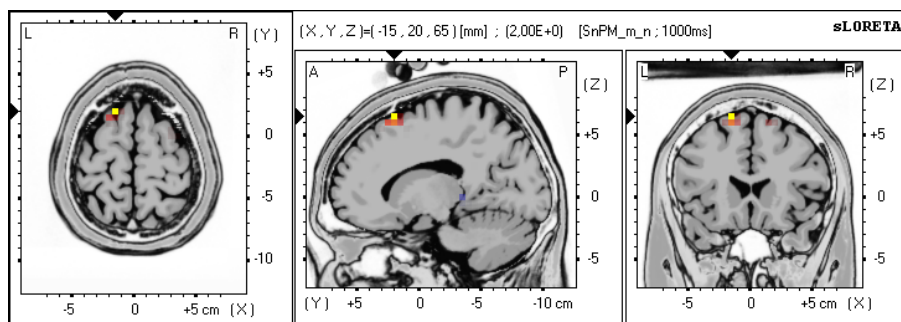 (X,Y,Z)=(-15,20,65)[mm] ; (2,00E+0) [SnPM_m_n ;1000ms] sLORETA
L R (Y)
+5
0
-5
-10
-5 0 +5 cm (X)
A P (Z)
+5
0
-5
(Y) +5 0 -5 -10 cm
L R (Z)
+5
0
-5
-5 0 +5 cm (X)